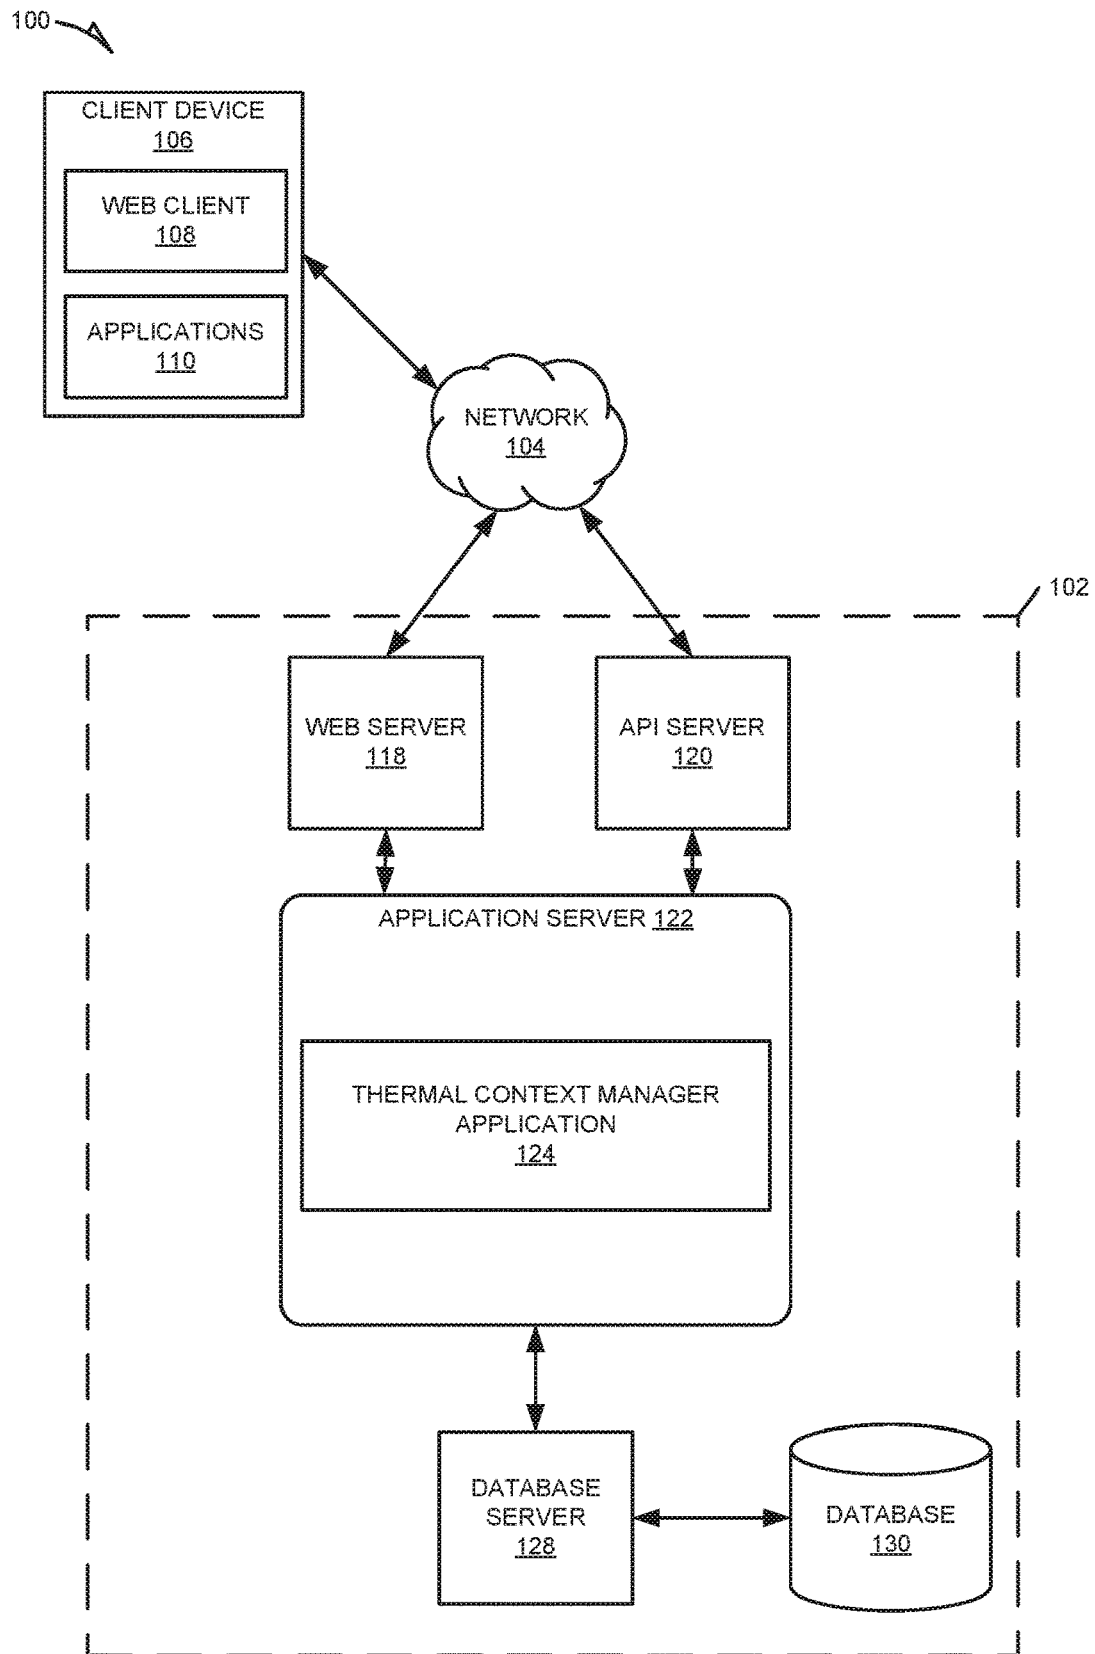 100
CLIENT DEVICE
106
WEB CLIENT
108
APPLICATIONS
110
NETWORK
104
102
WEB SERVER
118
API SERVER
120
APPLICATION SERVER 122
THERMAL CONTEXT MANAGER
APPLICATION
124
DATABASE
SERVER
128
DATABASE
130